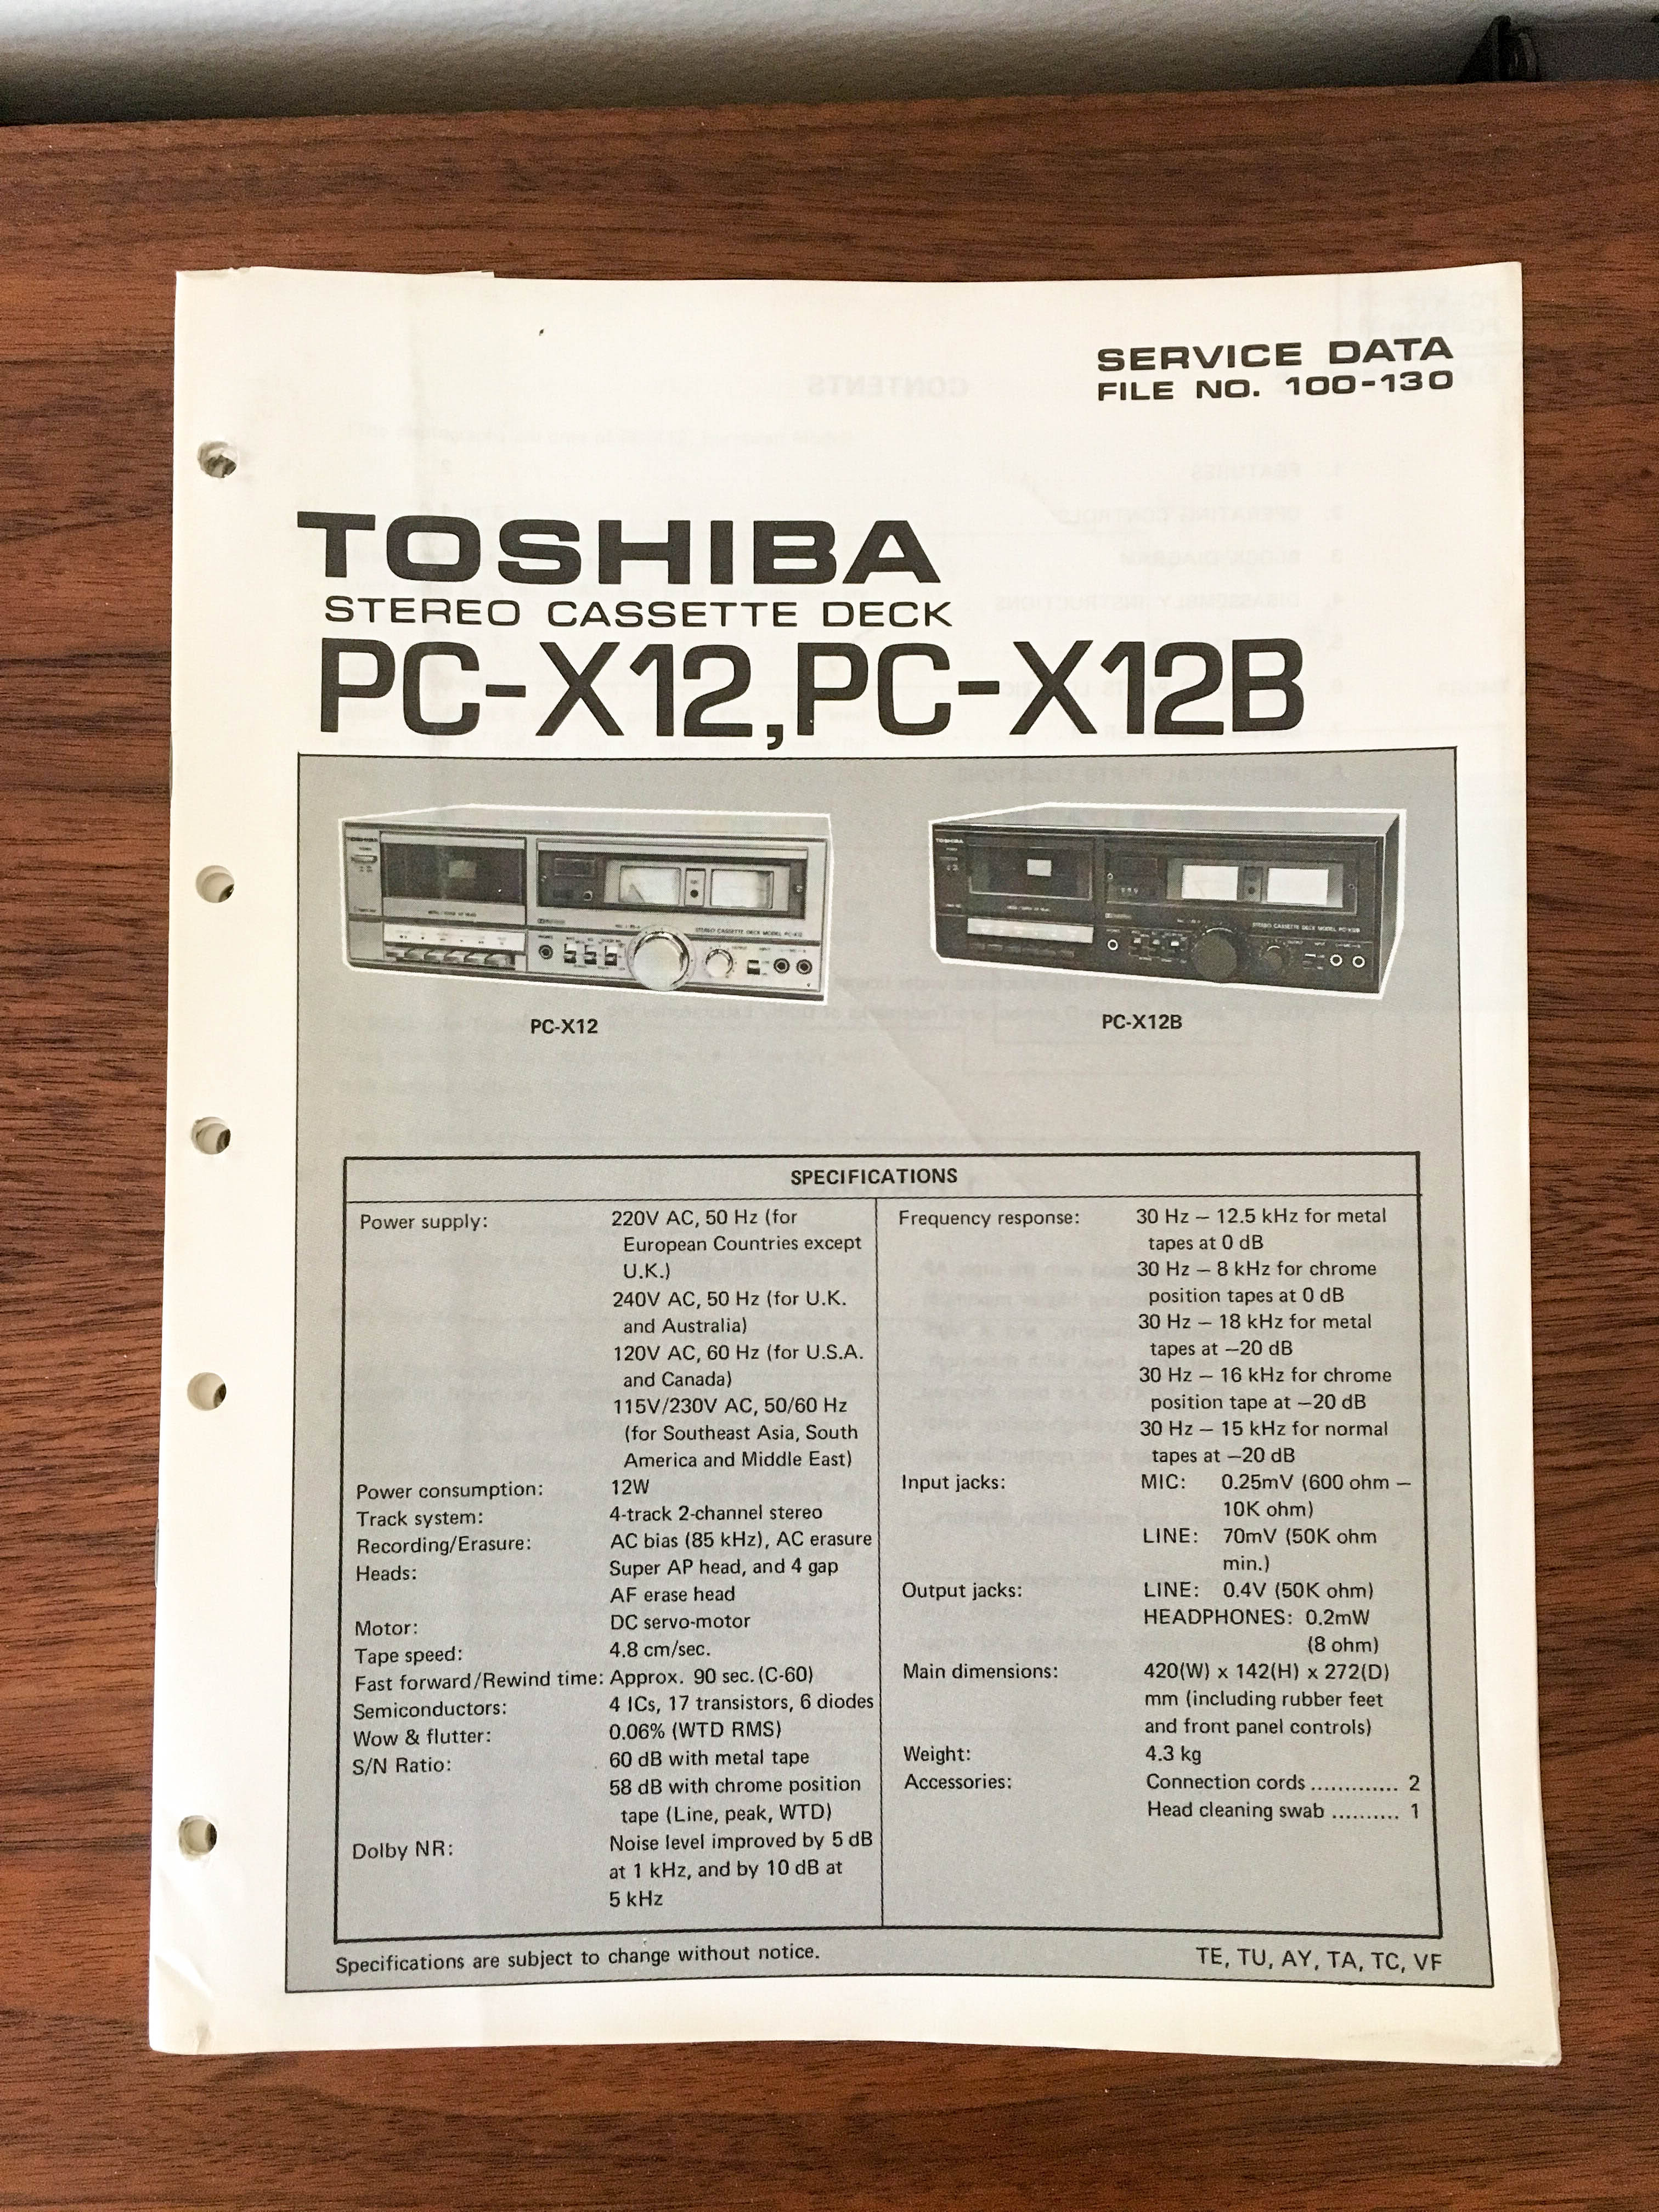 SERVICE DATA
FILE NO. 100-130
TOSHIBA
STEREO CASSETTE DECK
PC-X12, PC-X12B
TOSHIBA
STEREO CASSETTE DECK MODEL PC-X12
TOSHIBA
STEREO CASSETTE DECK MODEL PC-X12B
PC-X12
PC-X12B
SPECIFICATIONS
Power supply: 220V AC, 50 Hz (for
European Countries except
U.K.)
240V AC, 50 Hz (for U.K.
and Australia)
120V AC, 60 Hz (for U.S.A.
and Canada)
115V/230V AC, 50/60 Hz
(for Southeast Asia, South
America and Middle East)
Power consumption: 12W
Track system: 4-track 2-channel stereo
Recording/Erasure: AC bias (85 kHz), AC erasure
Heads: Super AP head, and 4 gap
AF erase head
Motor: DC servo-motor
Tape speed: 4.8 cm/sec.
Fast forward/Rewind time: Approx. 90 sec. (C-60)
Semiconductors: 4 ICs, 17 transistors, 6 diodes
Wow & flutter: 0.06% (WTD RMS)
S/N Ratio: 60 dB with metal tape
58 dB with chrome position
tape (Line, peak, WTD)
Dolby NR: Noise level improved by 5 dB
at 1 kHz, and by 10 dB at
5 kHz
Frequency response: 30 Hz – 12.5 kHz for metal
tapes at 0 dB
30 Hz – 8 kHz for chrome
position tapes at 0 dB
30 Hz – 18 kHz for metal
tapes at –20 dB
30 Hz – 16 kHz for chrome
position tape at –20 dB
30 Hz – 15 kHz for normal
tapes at –20 dB
Input jacks: MIC: 0.25mV (600 ohm –
10K ohm)
LINE: 70mV (50K ohm
min.)
Output jacks: LINE: 0.4V (50K ohm)
HEADPHONES: 0.2mW
(8 ohm)
Main dimensions: 420(W) x 142(H) x 272(D)
mm (including rubber feet
and front panel controls)
Weight: 4.3 kg
Accessories: Connection cords ............. 2
Head cleaning swab .......... 1
Specifications are subject to change without notice.
TE, TU, AY, TA, TC, VF